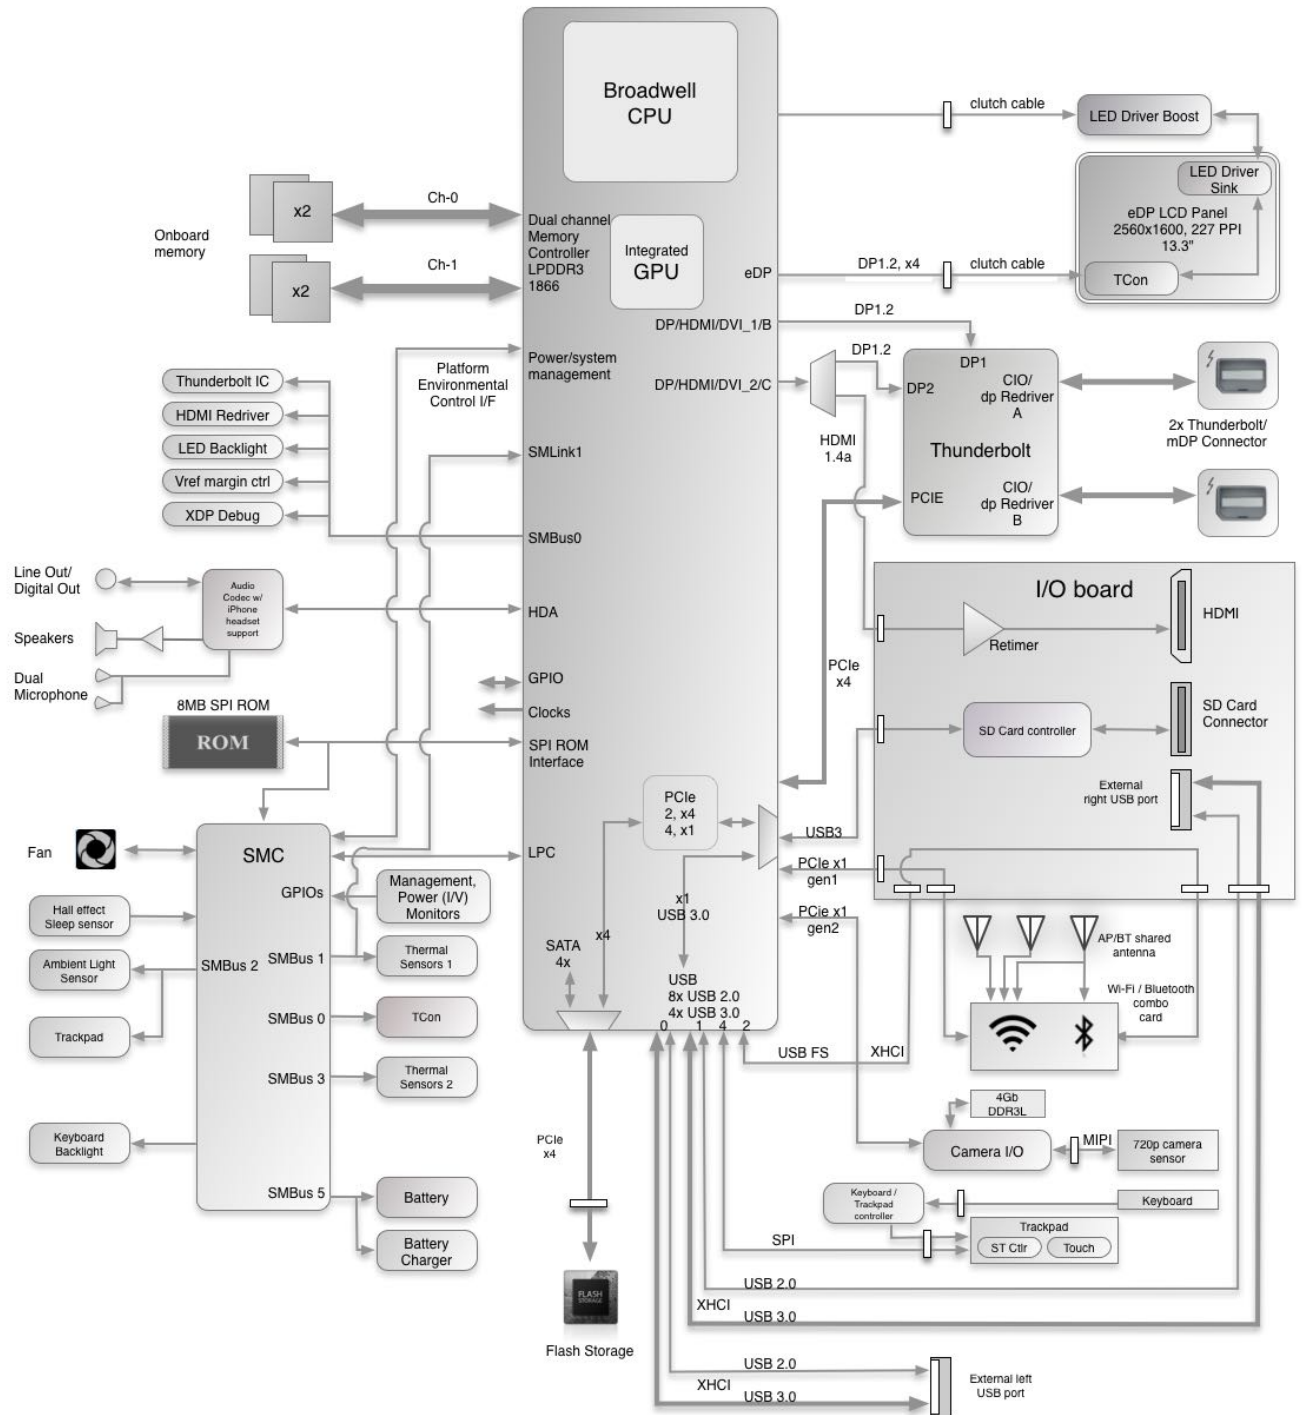 Broadwell
CPU
clutch cable
LED Driver Boost
LED Driver
Sink
eDP LCD Panel
2560x1600, 227 PPI
13.3"
TCon
x2
Ch-0
Onboard
memory
x2
Ch-1
Dual channel
Memory
Controller
LPDDR3
1866
Integrated
GPU
eDP
DP1.2, x4
clutch cable
DP/HDMI/DVI_1/B
DP1.2
Power/system
management
Platform
Environmental
Control I/F
DP/HDMI/DVI_2/C
DP1.2
HDMI
1.4a
DP1
DP2
CIO/
dp Redriver
A
Thunderbolt
PCIE
CIO/
dp Redriver
B
2x Thunderbolt/
mDP Connector
Thunderbolt IC
HDMI Redriver
LED Backlight
Vref margin ctrl
XDP Debug
SMLink1
SMBus0
Line Out/
Digital Out
Speakers
Dual
Microphone
Audio
Codec w/
iPhone
headset
support
HDA
GPIO
Clocks
8MB SPI ROM
ROM
SPI ROM
Interface
PCIe
x4
I/O board
HDMI
Retimer
SD Card
Connector
SD Card controller
External
right USB port
PCIe
2, x4
4, x1
USB3
PCIe x1
gen1
PCie x1
gen2
x1
USB 3.0
x4
SATA
4x
USB
8x USB 2.0
4x USB 3.0
0
1
4
2
Fan
SMC
LPC
GPIOs
Management,
Power (I/V)
Monitors
Hall effect
Sleep sensor
Ambient Light
Sensor
SMBus 2
SMBus 1
Thermal
Sensors 1
Trackpad
SMBus 0
TCon
SMBus 3
Thermal
Sensors 2
Keyboard
Backlight
SMBus 5
Battery
Battery
Charger
AP/BT shared
antenna
Wi-Fi / Bluetooth
combo
card
USB FS
XHCI
4Gb
DDR3L
Camera I/O
MIPI
720p camera
sensor
PCIe
x4
Keyboard /
Trackpad
controller
Keyboard
Trackpad
ST Ctlr
Touch
SPI
FLASH
STORAGE
Flash Storage
USB 2.0
XHCI
USB 3.0
USB 2.0
XHCI
USB 3.0
External left
USB port